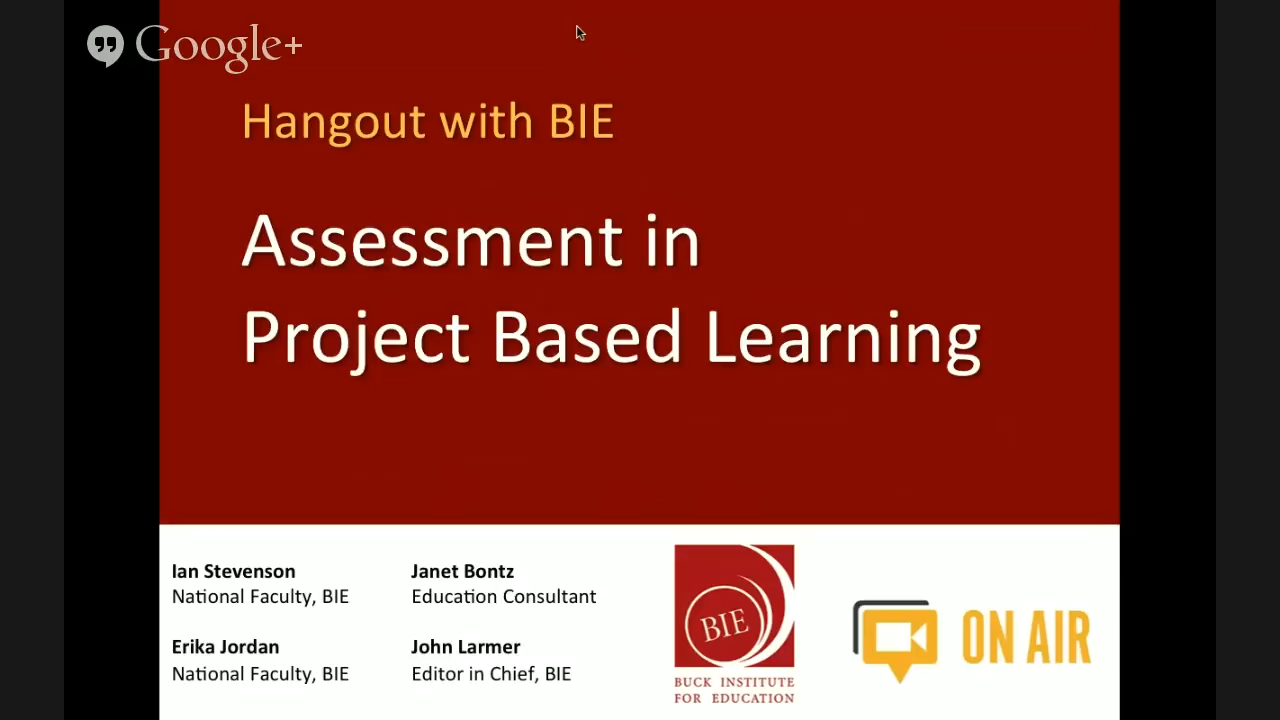 Google+
Hangout with BIE
Assessment in
Project Based Learning
Ian Stevenson
National Faculty, BIE
Erika Jordan
National Faculty, BIE
Janet Bontz
Education Consultant
John Larmer
Editor in Chief, BIE
BIE
BUCK INSTITUTE
FOR EDUCATION
ON AIR